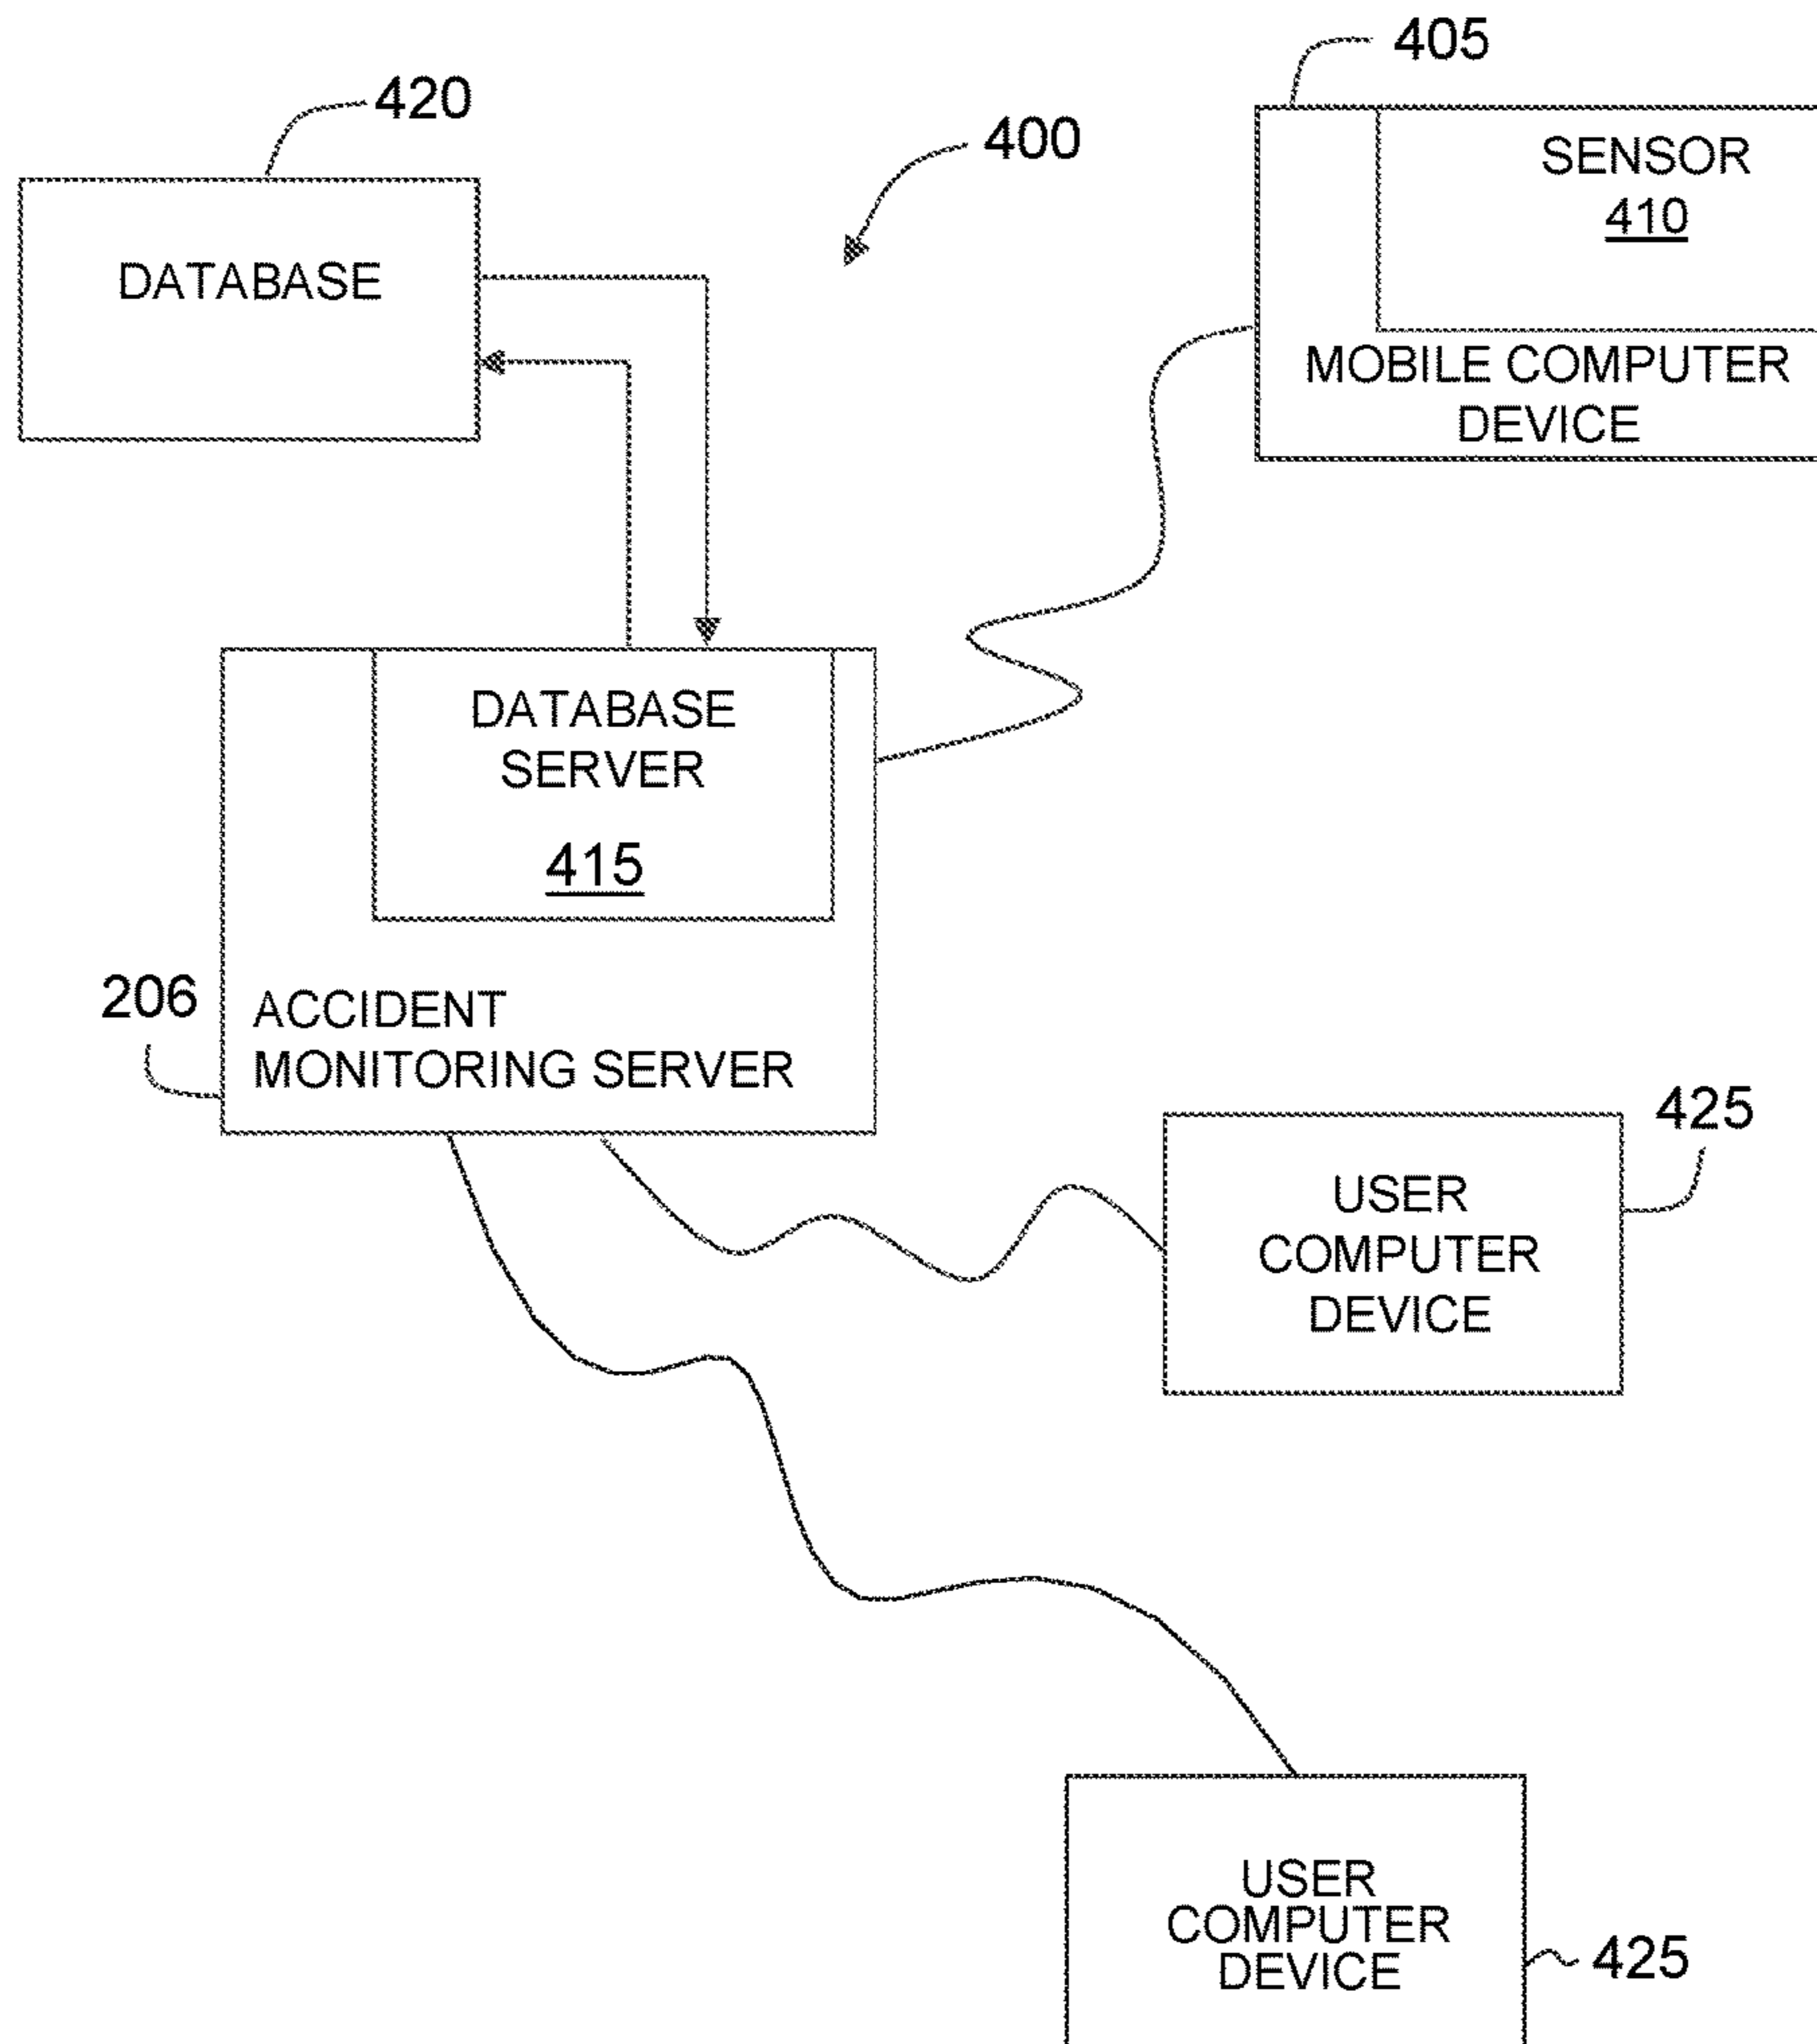 405
420
400
SENSOR
410
DATABASE
MOBILE COMPUTER
DEVICE
DATABASE
SERVER
415
206
ACCIDENT
MONITORING SERVER
425
USER
COMPUTER
DEVICE
USER
COMPUTER
DEVICE
425